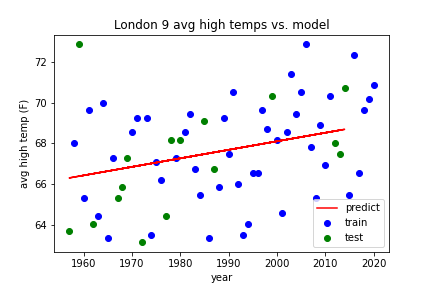 London 9 avg high temps vs. model
avg high temp (F)
72
70
68
66
64
1960 1970 1980 1990 2000 2010 2020
year
predict
train
test